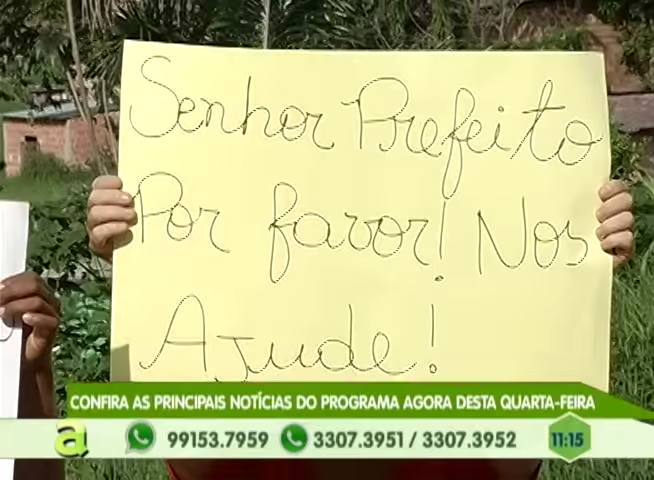 Senhor Prefeito
Por favor! Nos
Ajude!
CONFIRA AS PRINCIPAIS NOTÍCIAS DO PROGRAMA AGORA DESTA QUARTA-FEIRA
a 99153.7959 3307.3951 / 3307.3952 11:15